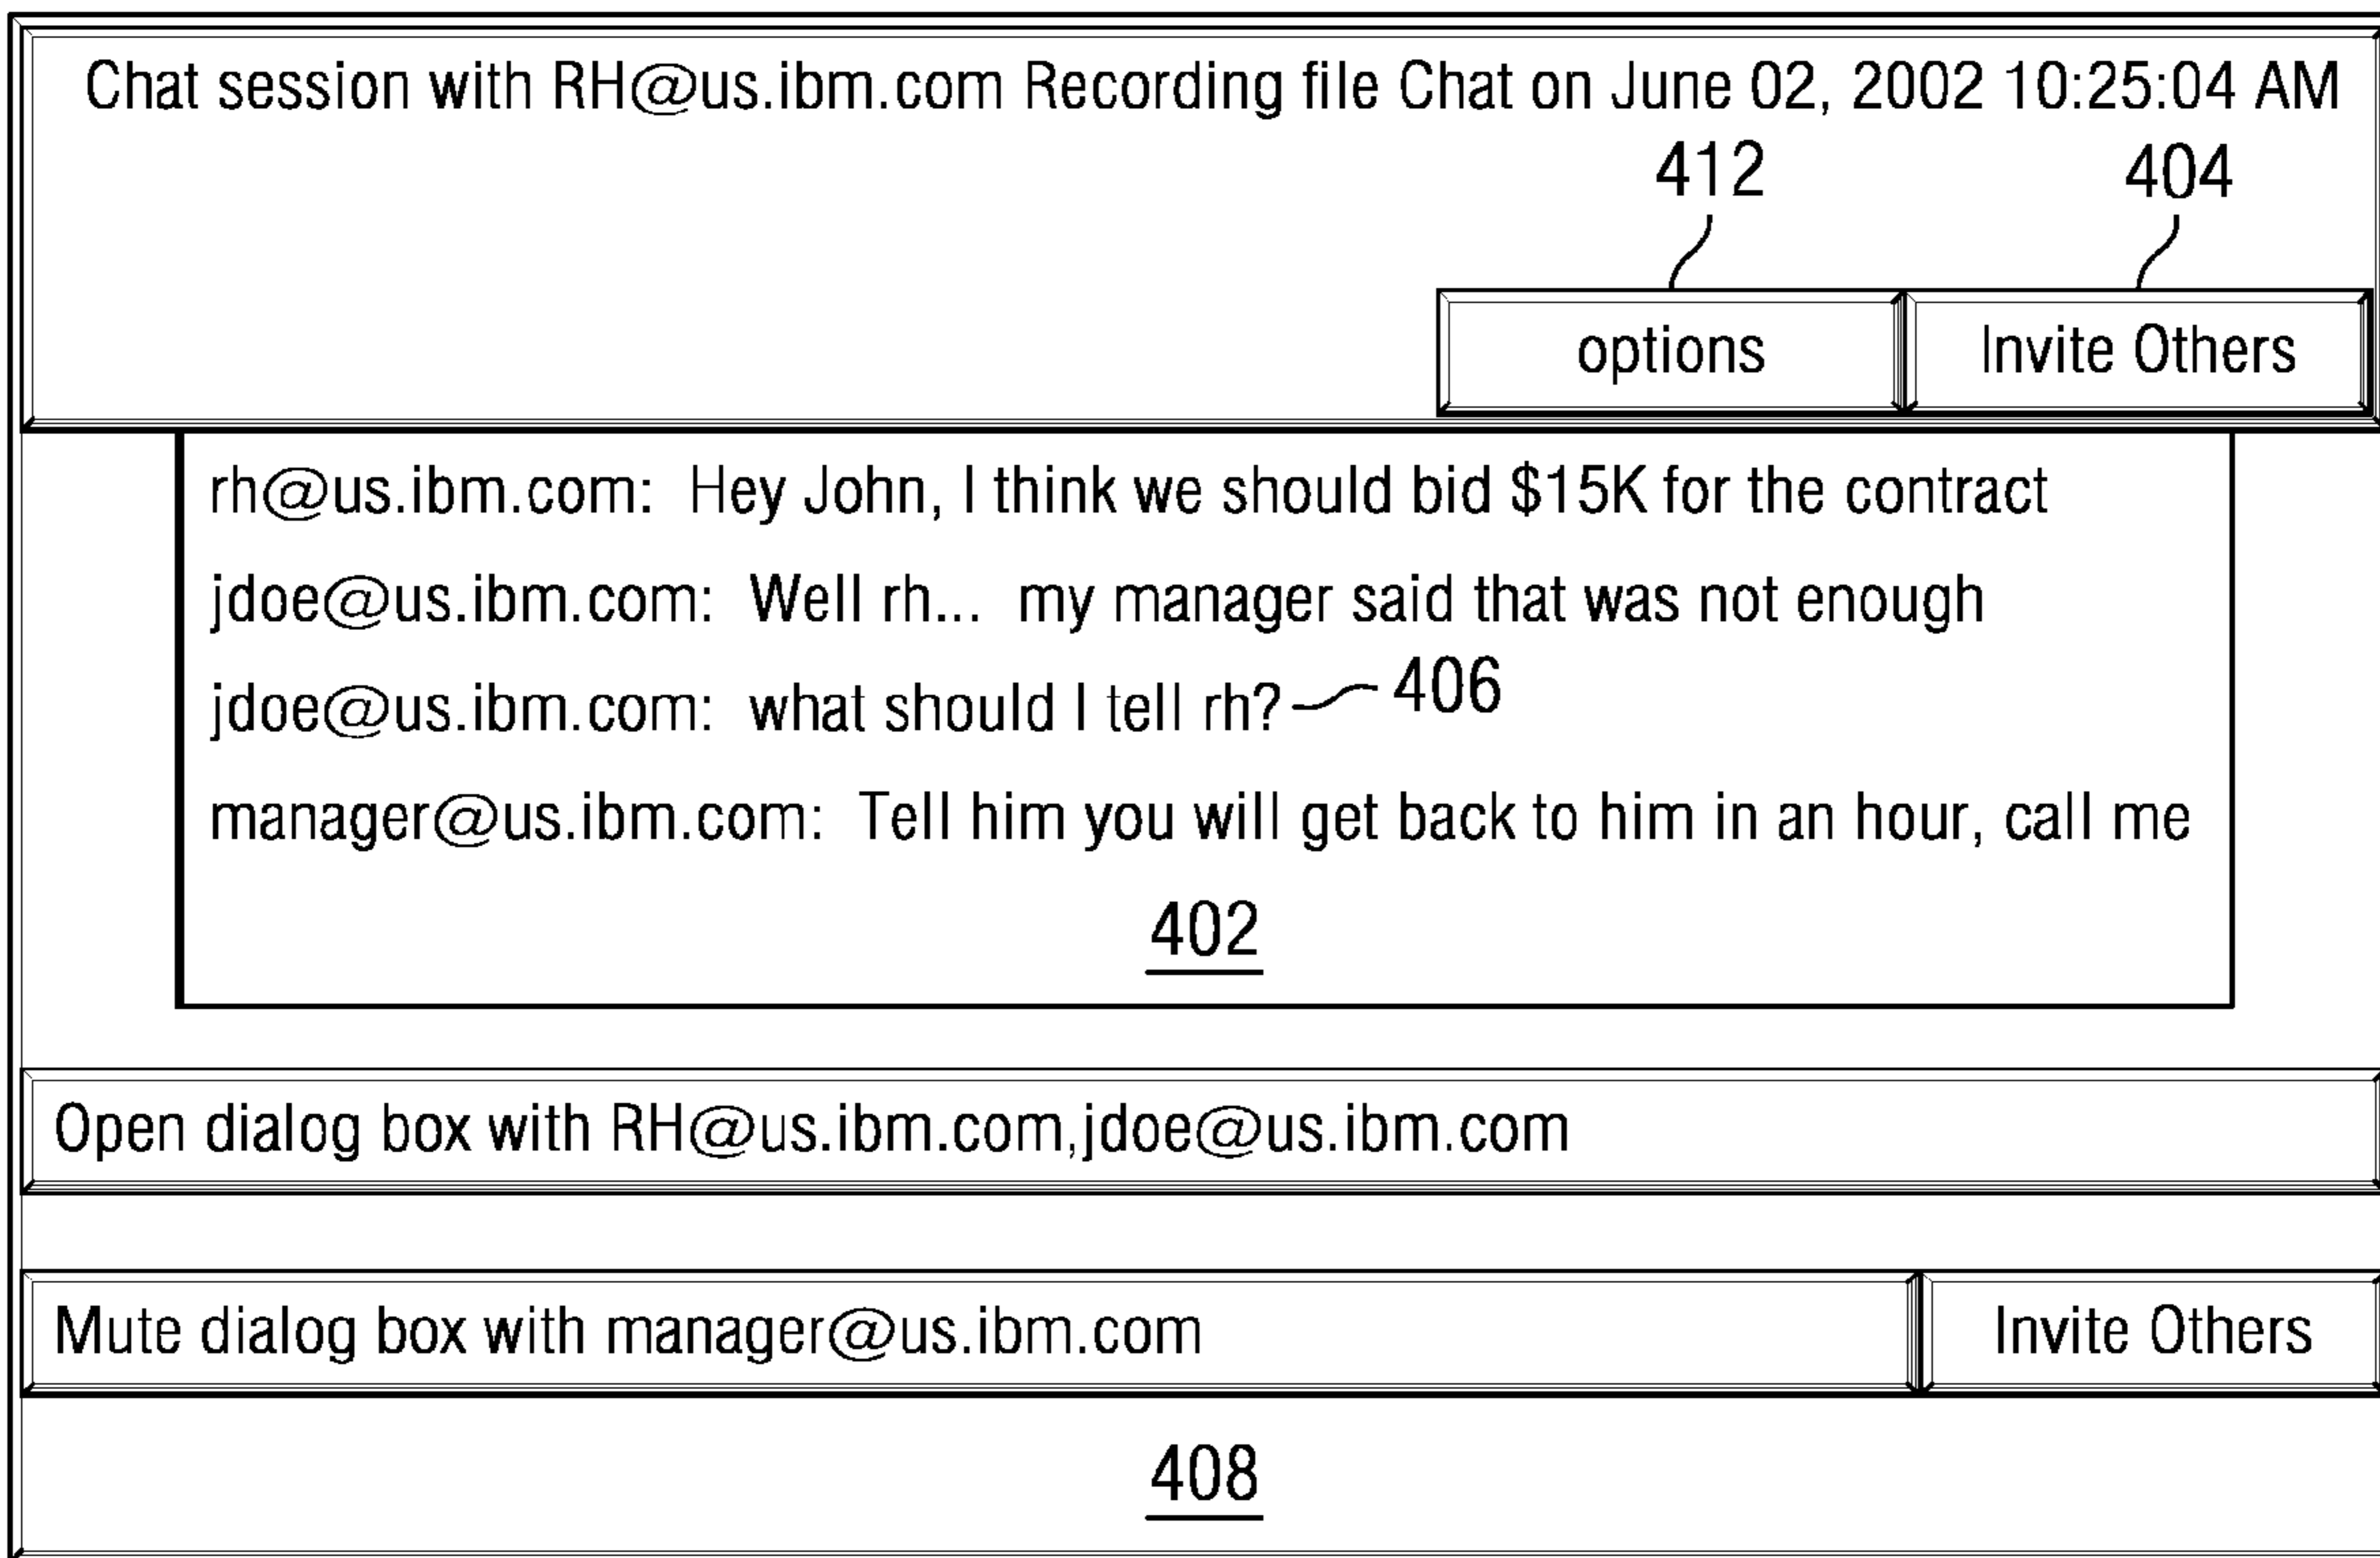 Chat session with RH@us.ibm.com Recording file Chat on June 02, 2002 10:25:04 AM
412 404
options Invite Others
rh@us.ibm.com: Hey John, I think we should bid $15K for the contract
jdoe@us.ibm.com: Well rh... my manager said that was not enough
jdoe@us.ibm.com: what should I tell rh? 406
manager@us.ibm.com: Tell him you will get back to him in an hour, call me
402
Open dialog box with RH@us.ibm.com,jdoe@us.ibm.com
Mute dialog box with manager@us.ibm.com Invite Others
408